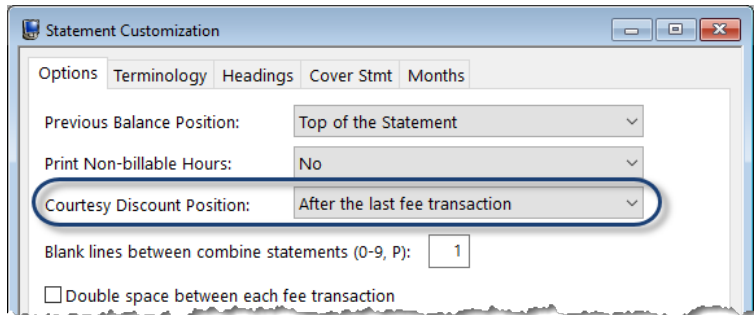 Statement Customization
Options Terminology Headings Cover Stmt Months
Previous Balance Position: Top of the Statement
Print Non-billable Hours: No
Courtesy Discount Position: After the last fee transaction
Blank lines between combine statements (0-9, P): 1
Double space between each fee transaction